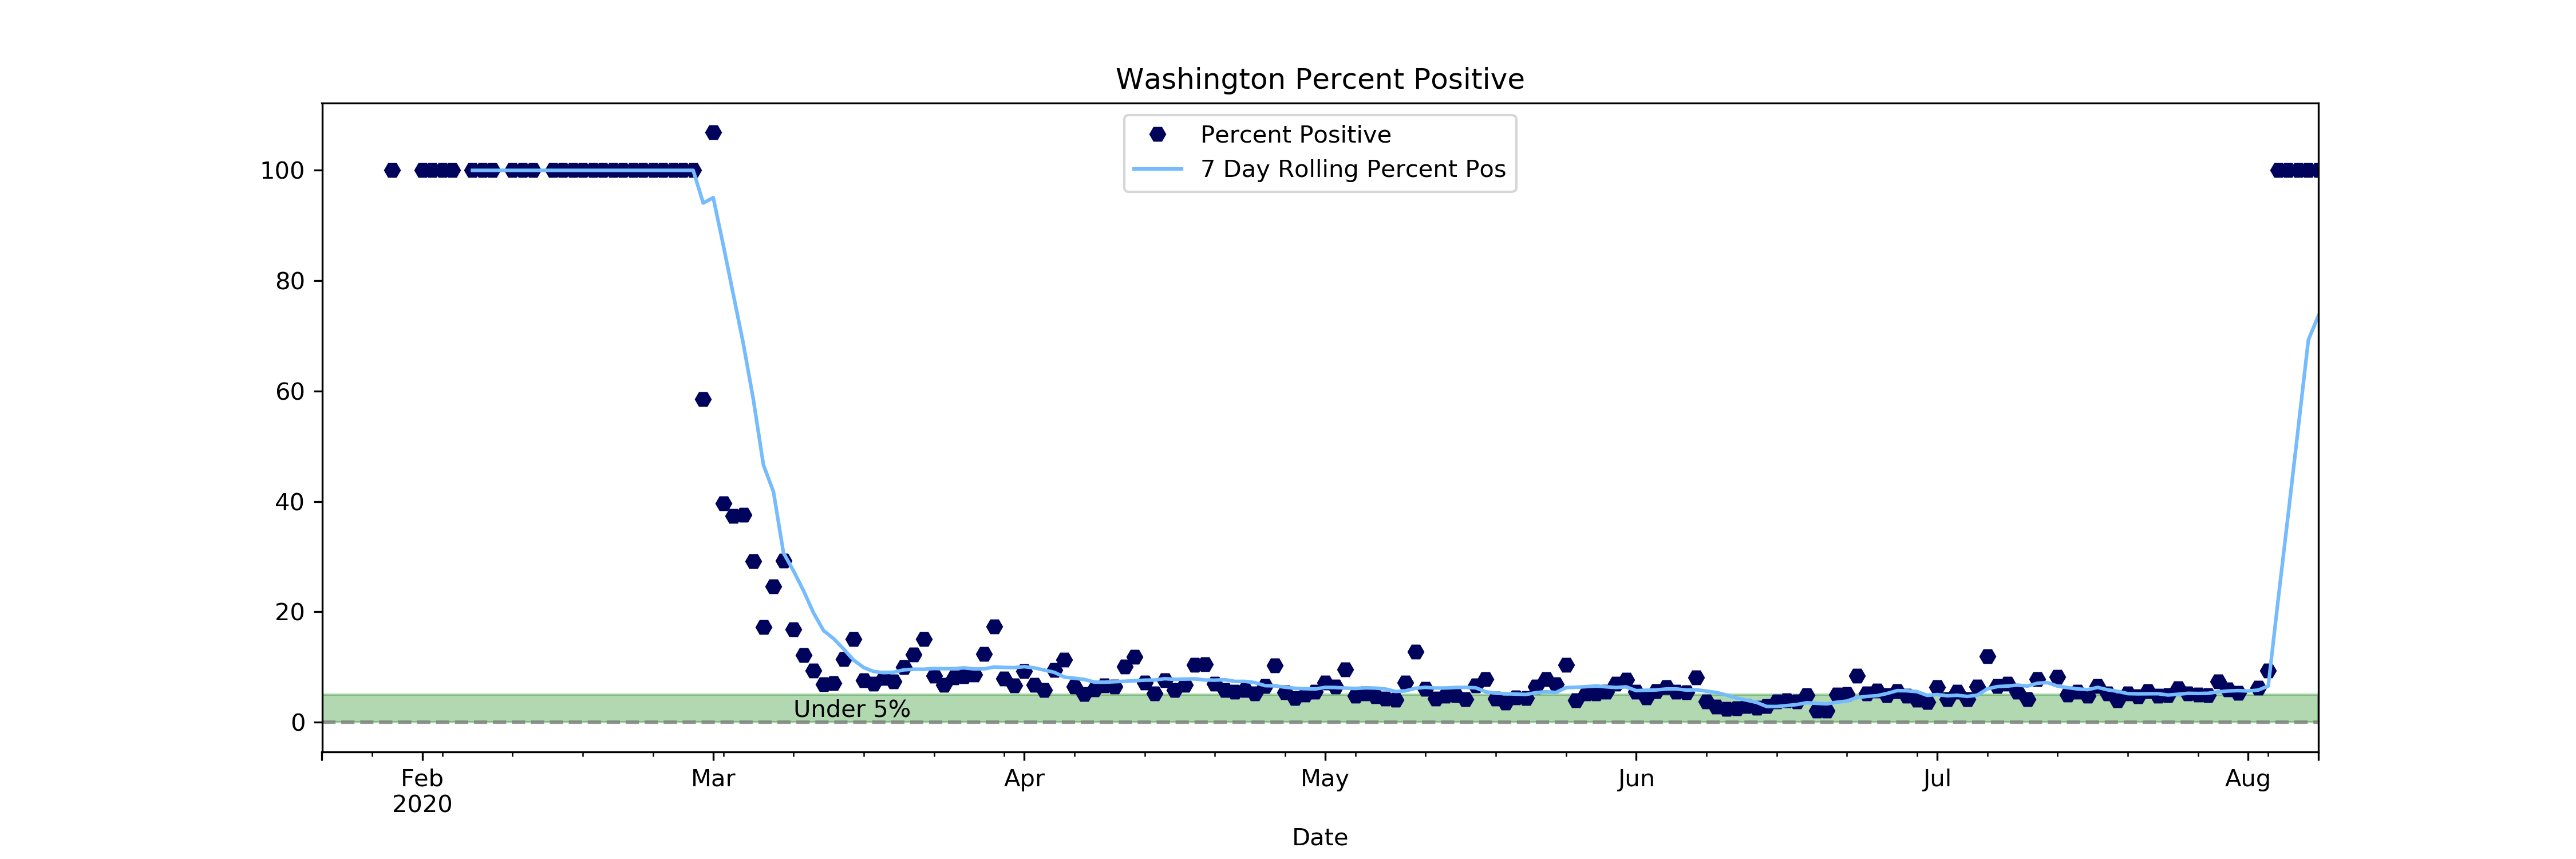 Washington Percent Positive
Percent Positive
7 Day Rolling Percent Pos
100
80
60
40
20
0
Under 5%
Feb
2020
Mar
Apr
May
Jun
Jul
Aug
Date